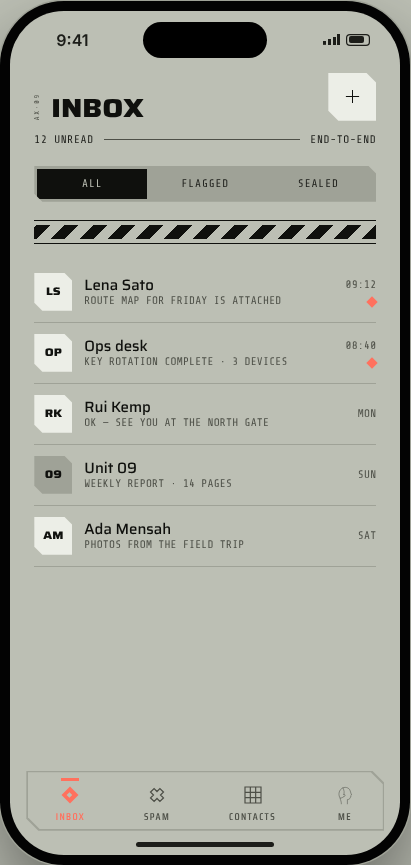 9:41
AX-09
INBOX
12 UNREAD END-TO-END
ALL FLAGGED SEALED
LS Lena Sato 09:12
ROUTE MAP FOR FRIDAY IS ATTACHED
OP Ops desk 08:40
KEY ROTATION COMPLETE · 3 DEVICES
RK Rui Kemp MON
OK — SEE YOU AT THE NORTH GATE
09 Unit 09 SUN
WEEKLY REPORT · 14 PAGES
AM Ada Mensah SAT
PHOTOS FROM THE FIELD TRIP
INBOX SPAM CONTACTS ME